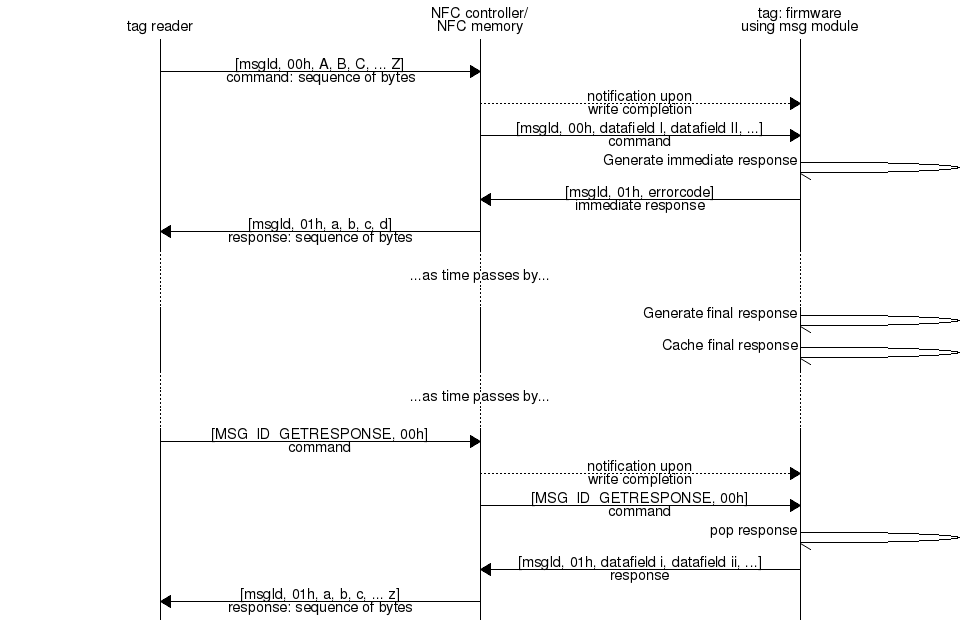 tag reader
NFC controller/
NFC memory
tag: firmware
using msg module
[msgId, 00h, A, B, C, ... Z]
command: sequence of bytes
notification upon
write completion
[msgId, 00h, datafield I, datafield II, ...]
command
Generate immediate response
[msgId, 01h, errorcode]
immediate response
[msgId, 01h, a, b, c, d]
response: sequence of bytes
...as time passes by...
Generate final response
Cache final response
...as time passes by...
[MSG_ID_GETRESPONSE, 00h]
command
notification upon
write completion
[MSG_ID_GETRESPONSE, 00h]
command
pop response
[msgId, 01h, datafield i, datafield ii, ...]
response
[msgId, 01h, a, b, c, ... z]
response: sequence of bytes